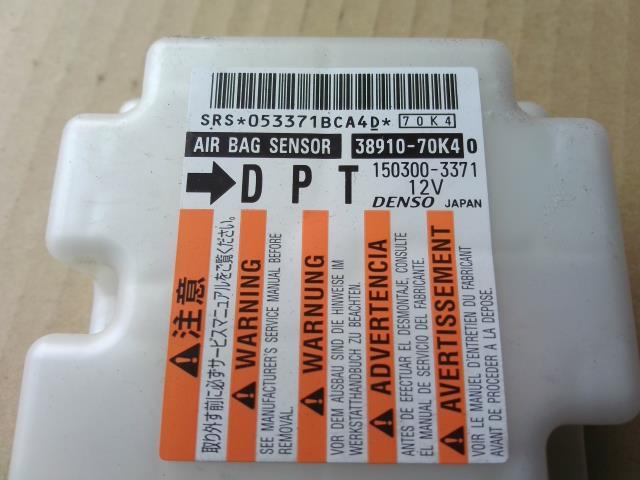 SRS*053371BCA4D* 70K4
AIR BAG SENSOR 38910-70K4 0
DPT 150300-3371
12V
DENSO JAPAN
注意
取り外す前に必ずサービスマニュアルをご覧ください。
WARNING
SEE MANUFACTURER'S SERVICE MANUAL BEFORE
REMOVAL.
WARNUNG
VOR DEM AUSBAU SIND DIE HINWEISE IM
WERKSTATTHANDBUCH ZU BEACHTEN.
ADVERTENCIA
ANTES DE EFECTUAR EL DESMONTAJE, CONSULTE
EL MANUAL DE SERVICIO DEL FABRICANTE.
AVERTISSEMENT
VOIR LE MANUEL D'ENTRETIEN DU FABRICANT
AVANT DE PROCEDER A LA DEPOSE.